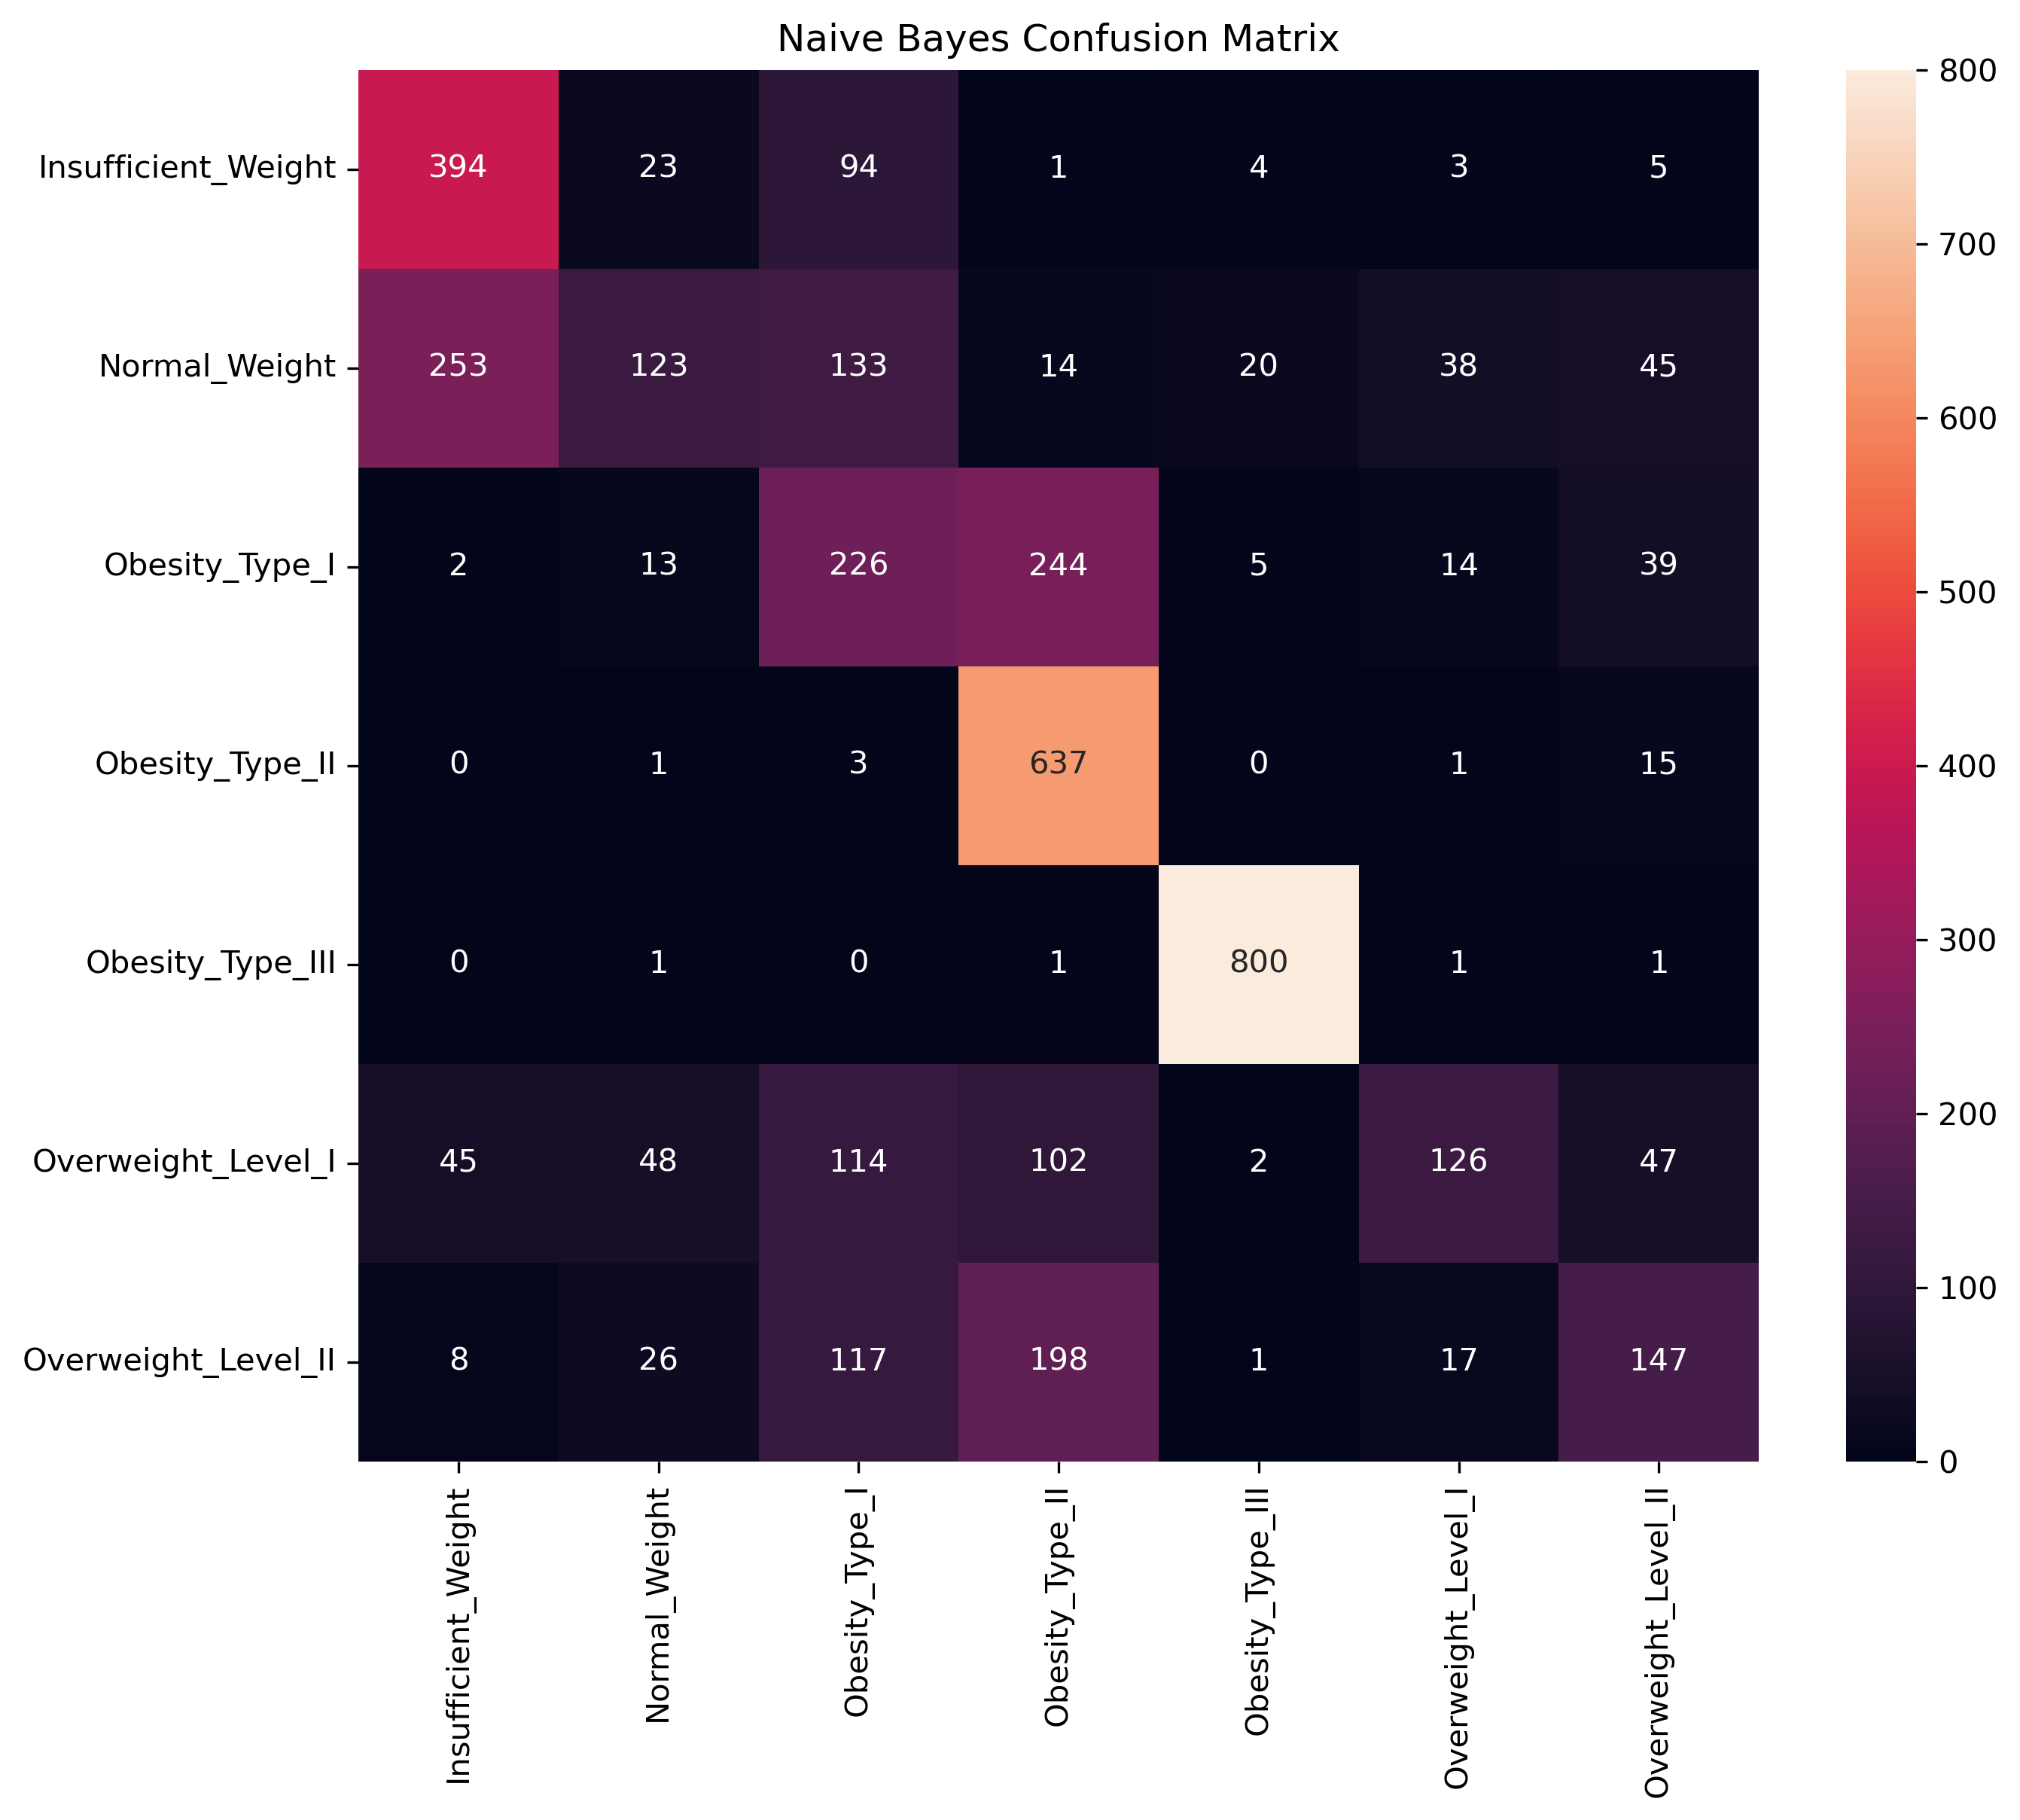 Naive Bayes Confusion Matrix
Insufficient_Weight 394 23 94 1 4 3 5
Normal_Weight 253 123 133 14 20 38 45
Obesity_Type_I 2 13 226 244 5 14 39
Obesity_Type_II 0 1 3 637 0 1 15
Obesity_Type_III 0 1 0 1 800 1 1
Overweight_Level_I 45 48 114 102 2 126 47
Overweight_Level_II 8 26 117 198 1 17 147
Insufficient_Weight
Normal_Weight
Obesity_Type_I
Obesity_Type_II
Obesity_Type_III
Overweight_Level_I
Overweight_Level_II
800
700
600
500
400
300
200
100
0